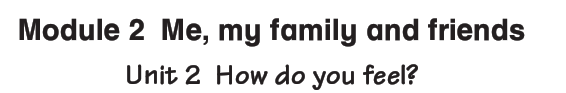 Module 2 Me, my family and friends
Unit 2 How do you feel?